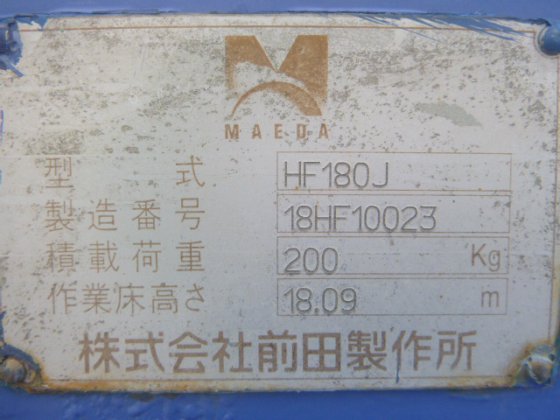 MAEDA
型式 HF180J
製造番号 18HF10023
積載荷重 200 Kg
作業床高さ 18.09 m
株式会社前田製作所